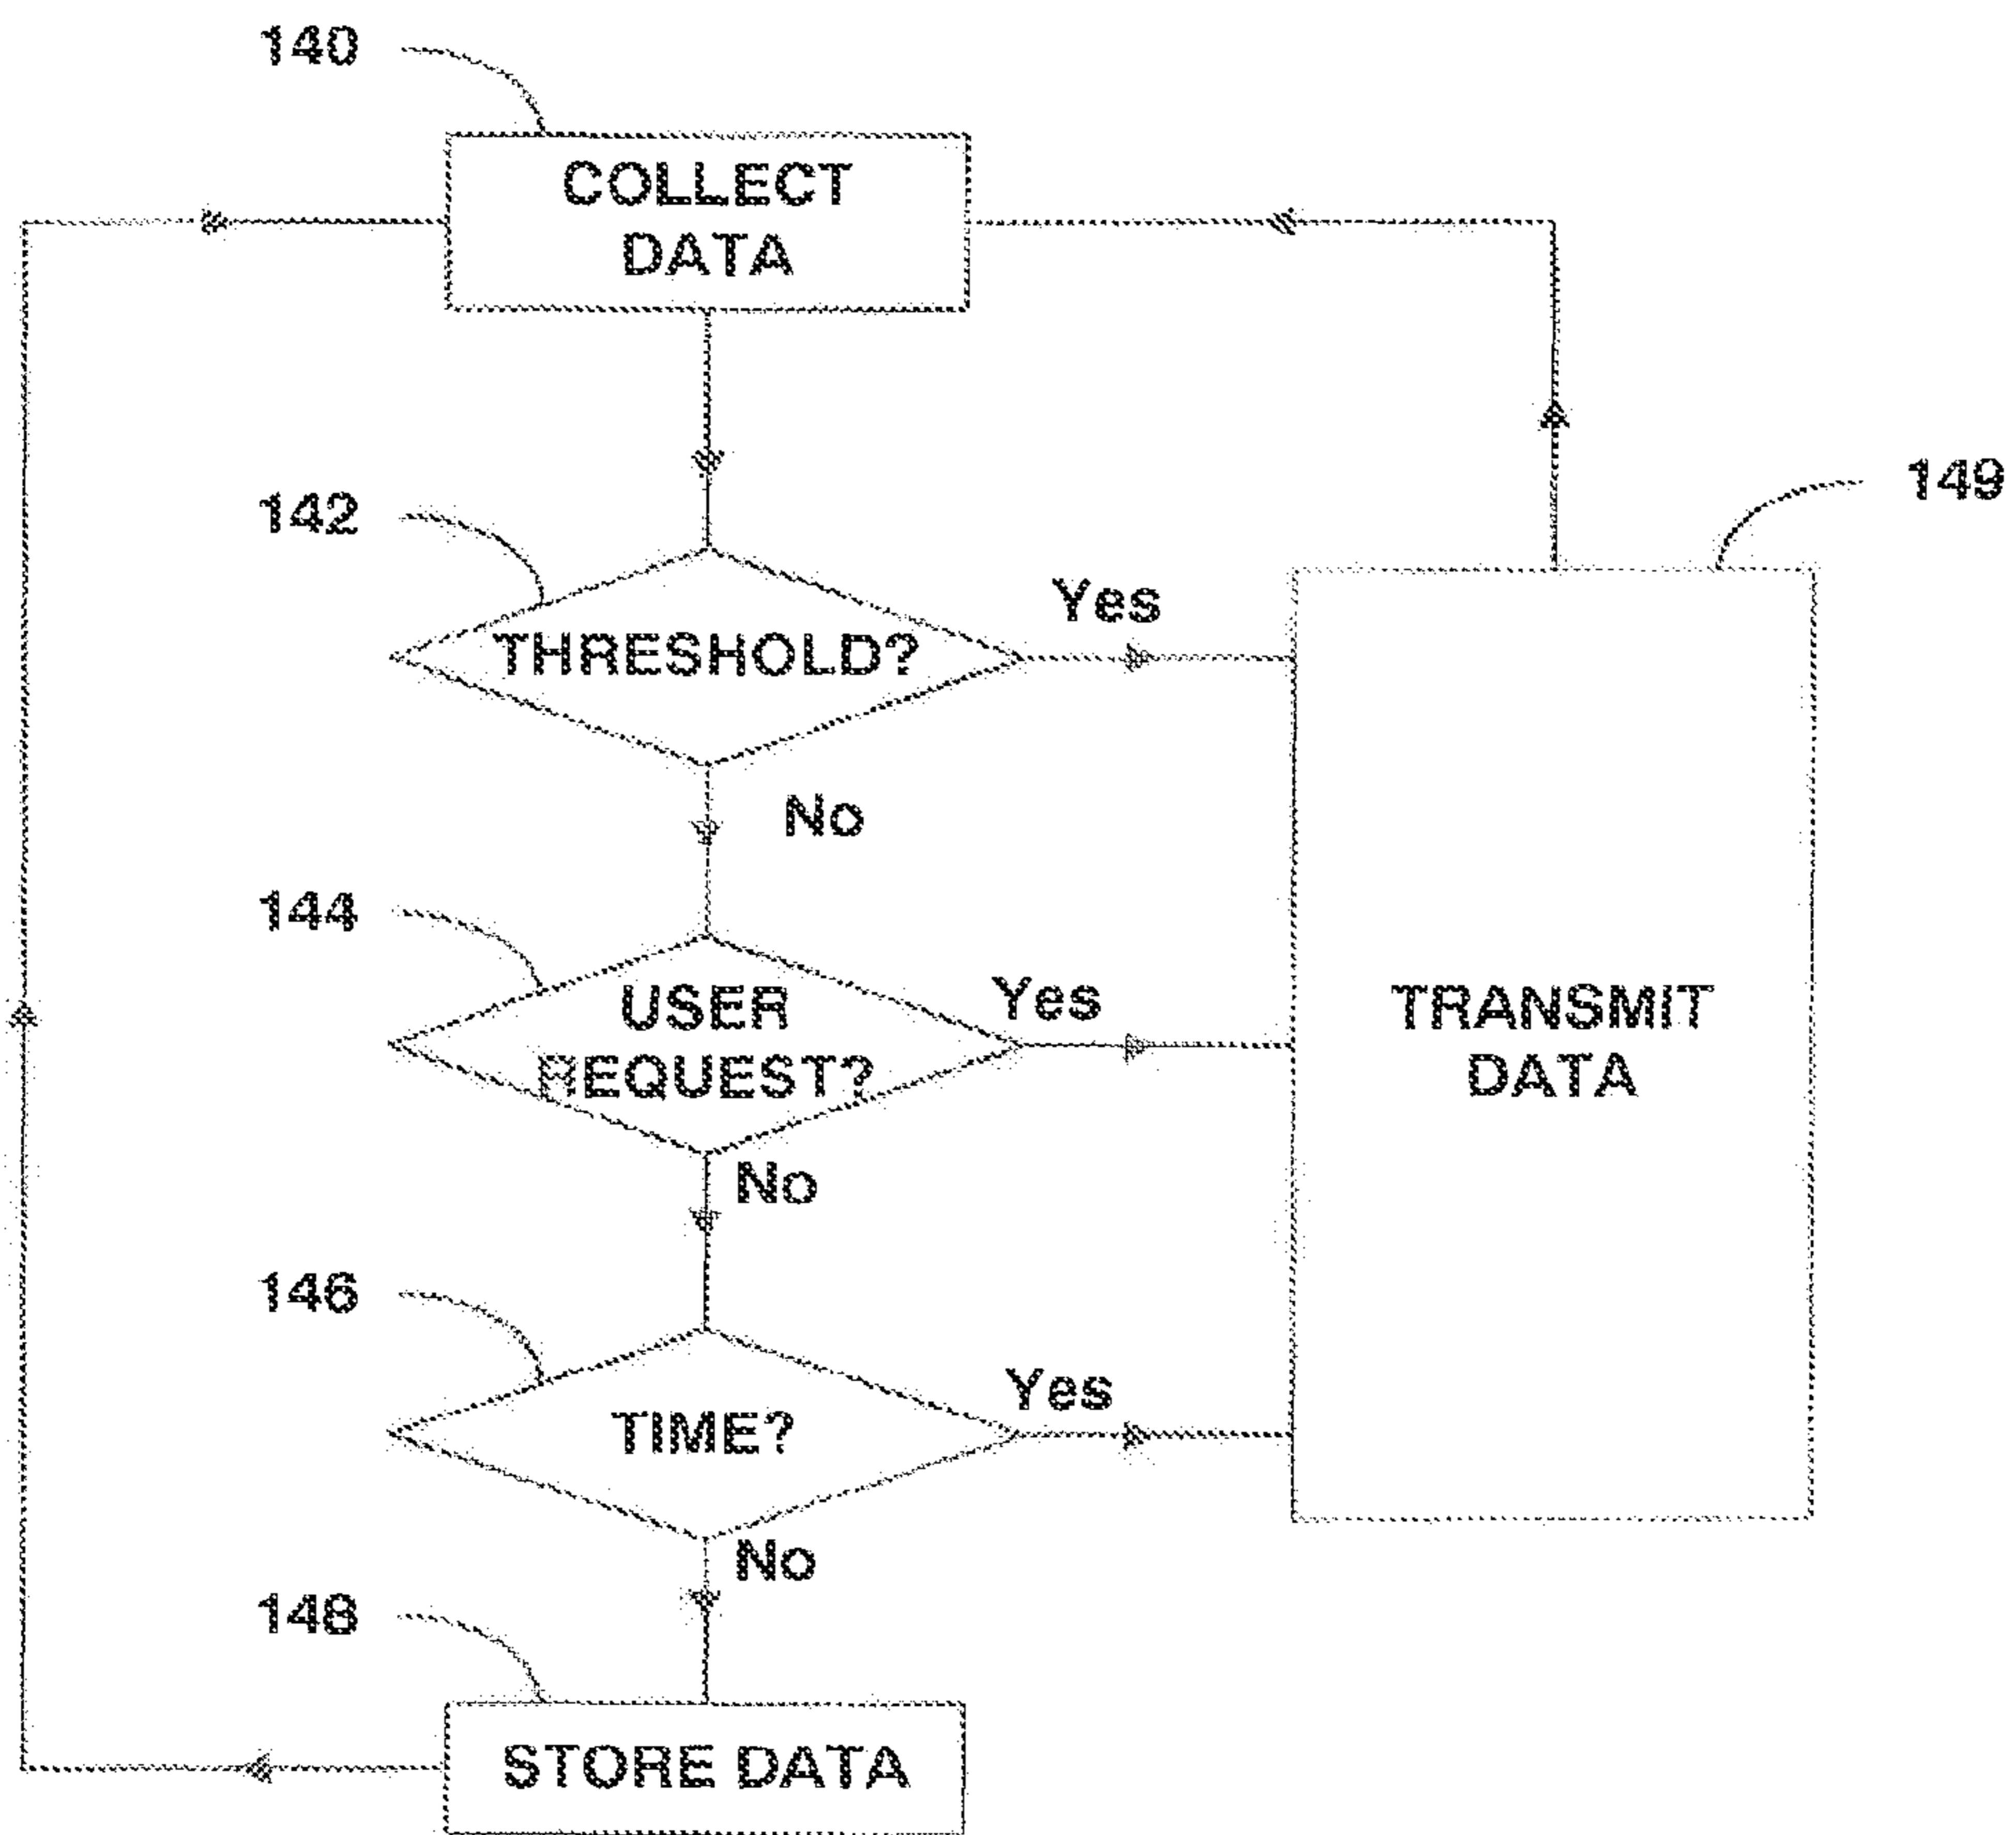 140
COLLECT
DATA
142
THRESHOLD?
Yes
149
No
144
USER
REQUEST?
Yes
TRANSMIT
DATA
No
146
TIME?
Yes
No
148
STORE DATA